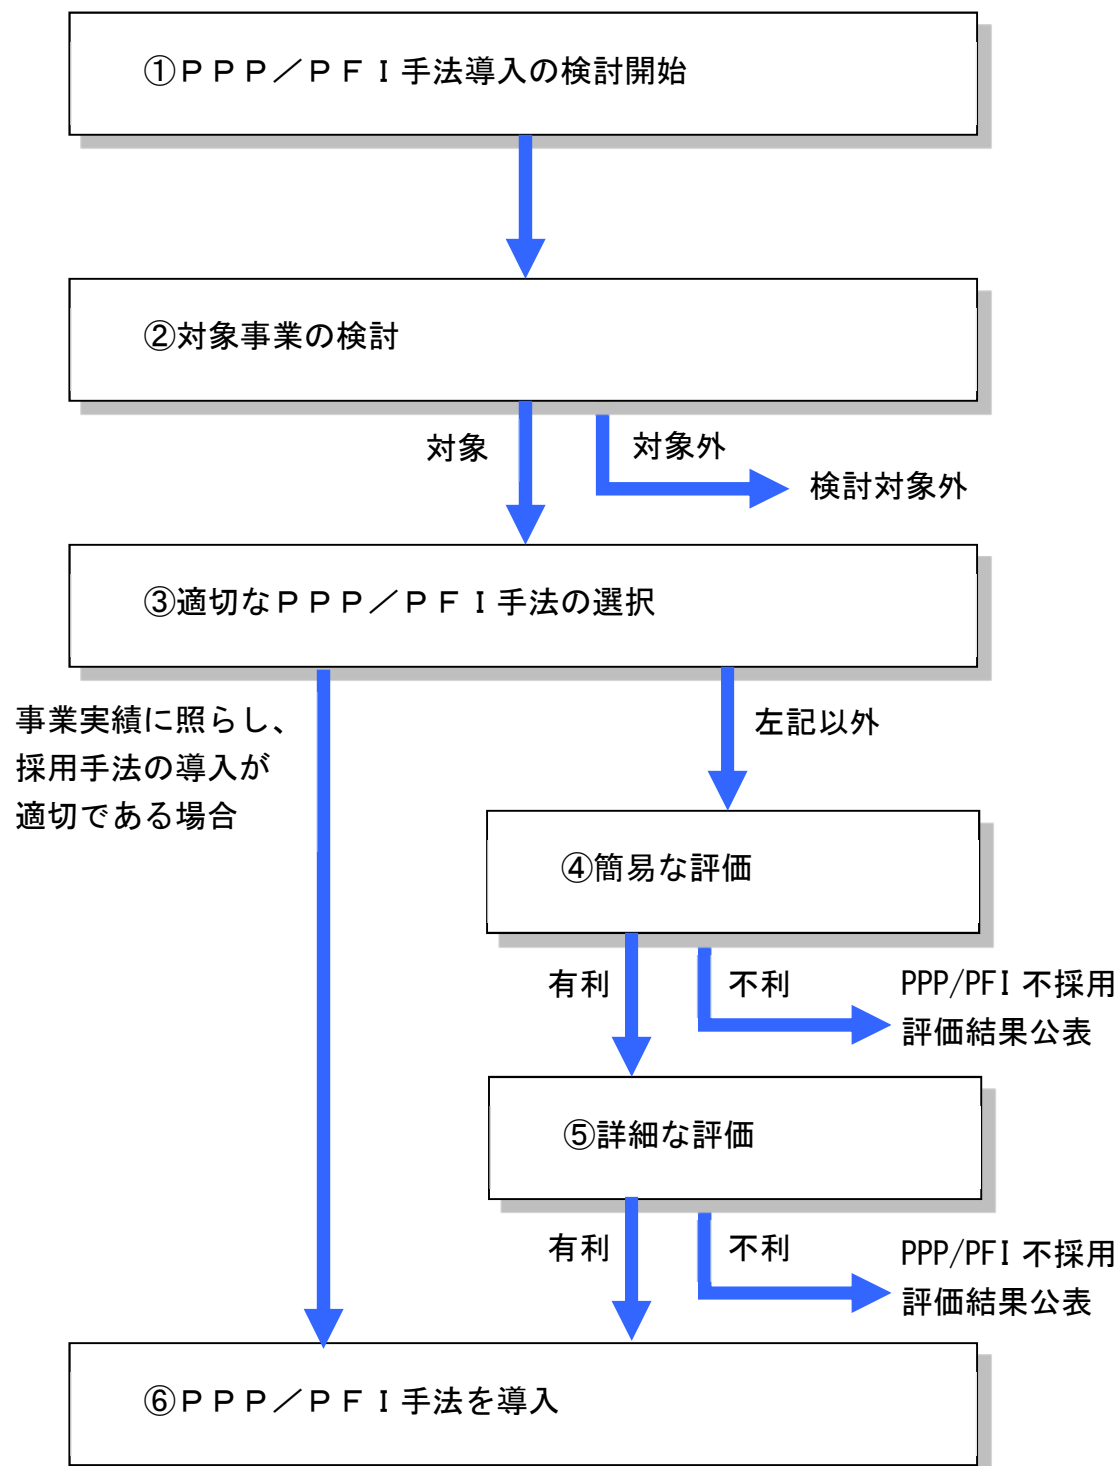 ①ＰＰＰ／ＰＦＩ手法導入の検討開始
②対象事業の検討
対象
対象外
検討対象外
③適切なＰＰＰ／ＰＦＩ手法の選択
事業実績に照らし、
採用手法の導入が
適切である場合
左記以外
④簡易な評価
有利
不利
PPP/PFI 不採用
評価結果公表
⑤詳細な評価
有利
不利
PPP/PFI 不採用
評価結果公表
⑥ＰＰＰ／ＰＦＩ手法を導入